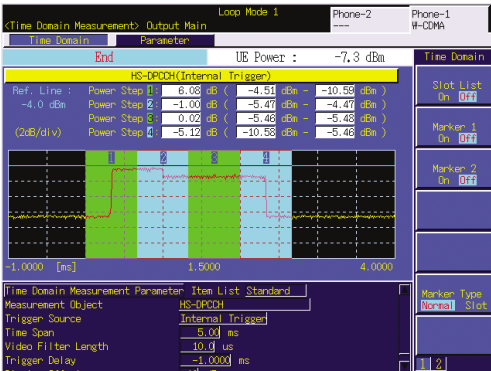 Loop Mode 1
<Time Domain Measurement> Output Main
Phone-2
---
Phone-1
W-CDMA
Time Domain
Parameter
End
UE Power :
-7.3 dBm
HS-DPCCH(Internal Trigger)
Ref. Line :
-4.0 dBm
(2dB/div)
Power Step 1: 6.08 dB ( -4.51 dBm - -10.59 dBm )
Power Step 2: -1.00 dB ( -5.47 dBm - -4.47 dBm )
Power Step 3: 0.02 dB ( -5.46 dBm - -5.48 dBm )
Power Step 4: -5.12 dB ( -10.58 dBm - -5.46 dBm )
1 2 3 4
-1.0000 [ms] 1.5000 4.0000
Time Domain Measurement Parameter Item List Standard
Measurement Object HS-DPCCH
Trigger Source Internal Trigger
Time Span 5.00 ms
Video Filter Length 10.0 us
Trigger Delay -1.0000 ms
Time Domain
Slot List
On Off
Marker 1
On Off
Marker 2
On Off
Marker Type
Normal Slot
1 2